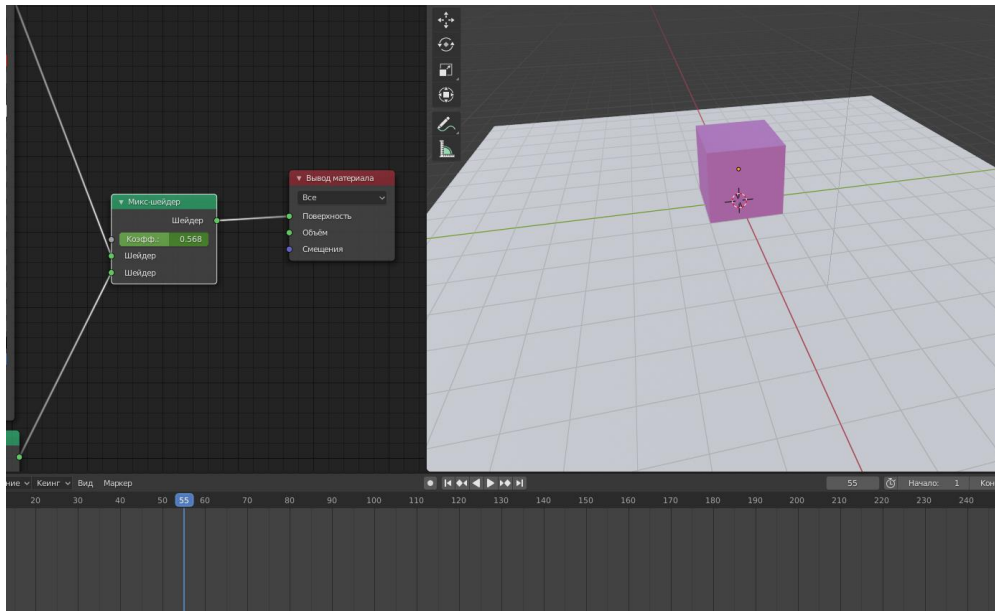 Вывод материала
Все
Поверхность
Объём
Смещения
Микс-шейдер
Шейдер
Коэфф.: 0.568
Шейдер
Шейдер
Кеинг Вид Маркер
55 Начало: 1
20 30 40 50 55 60 70 80 90 100 110 120 130 140 150 160 170 180 190 200 210 220 230 240